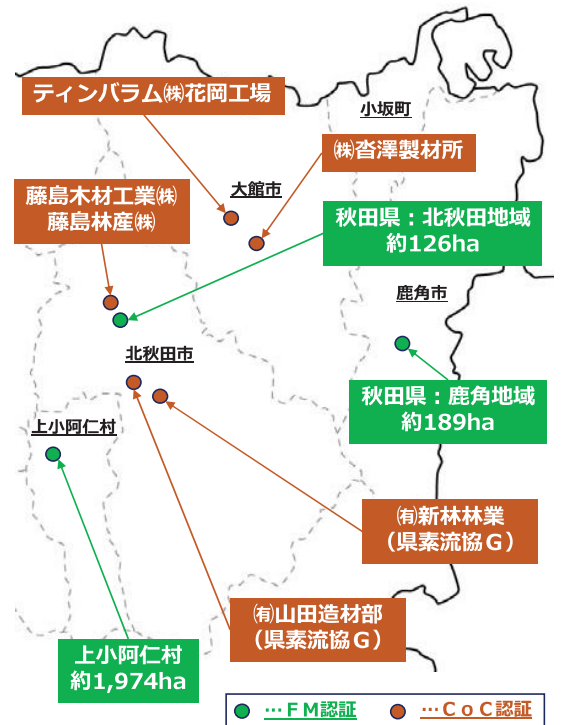 ティンバラム㈱花岡工場
小坂町
㈱沓澤製材所
大館市
藤島木材工業㈱
藤島林産㈱
秋田県：北秋田地域
約126ha
鹿角市
北秋田市
秋田県：鹿角地域
約189ha
上小阿仁村
㈲新林林業
（県素流協Ｇ）
㈲山田造材部
（県素流協Ｇ）
上小阿仁村
約1,974ha
…ＦＭ認証
…ＣｏＣ認証